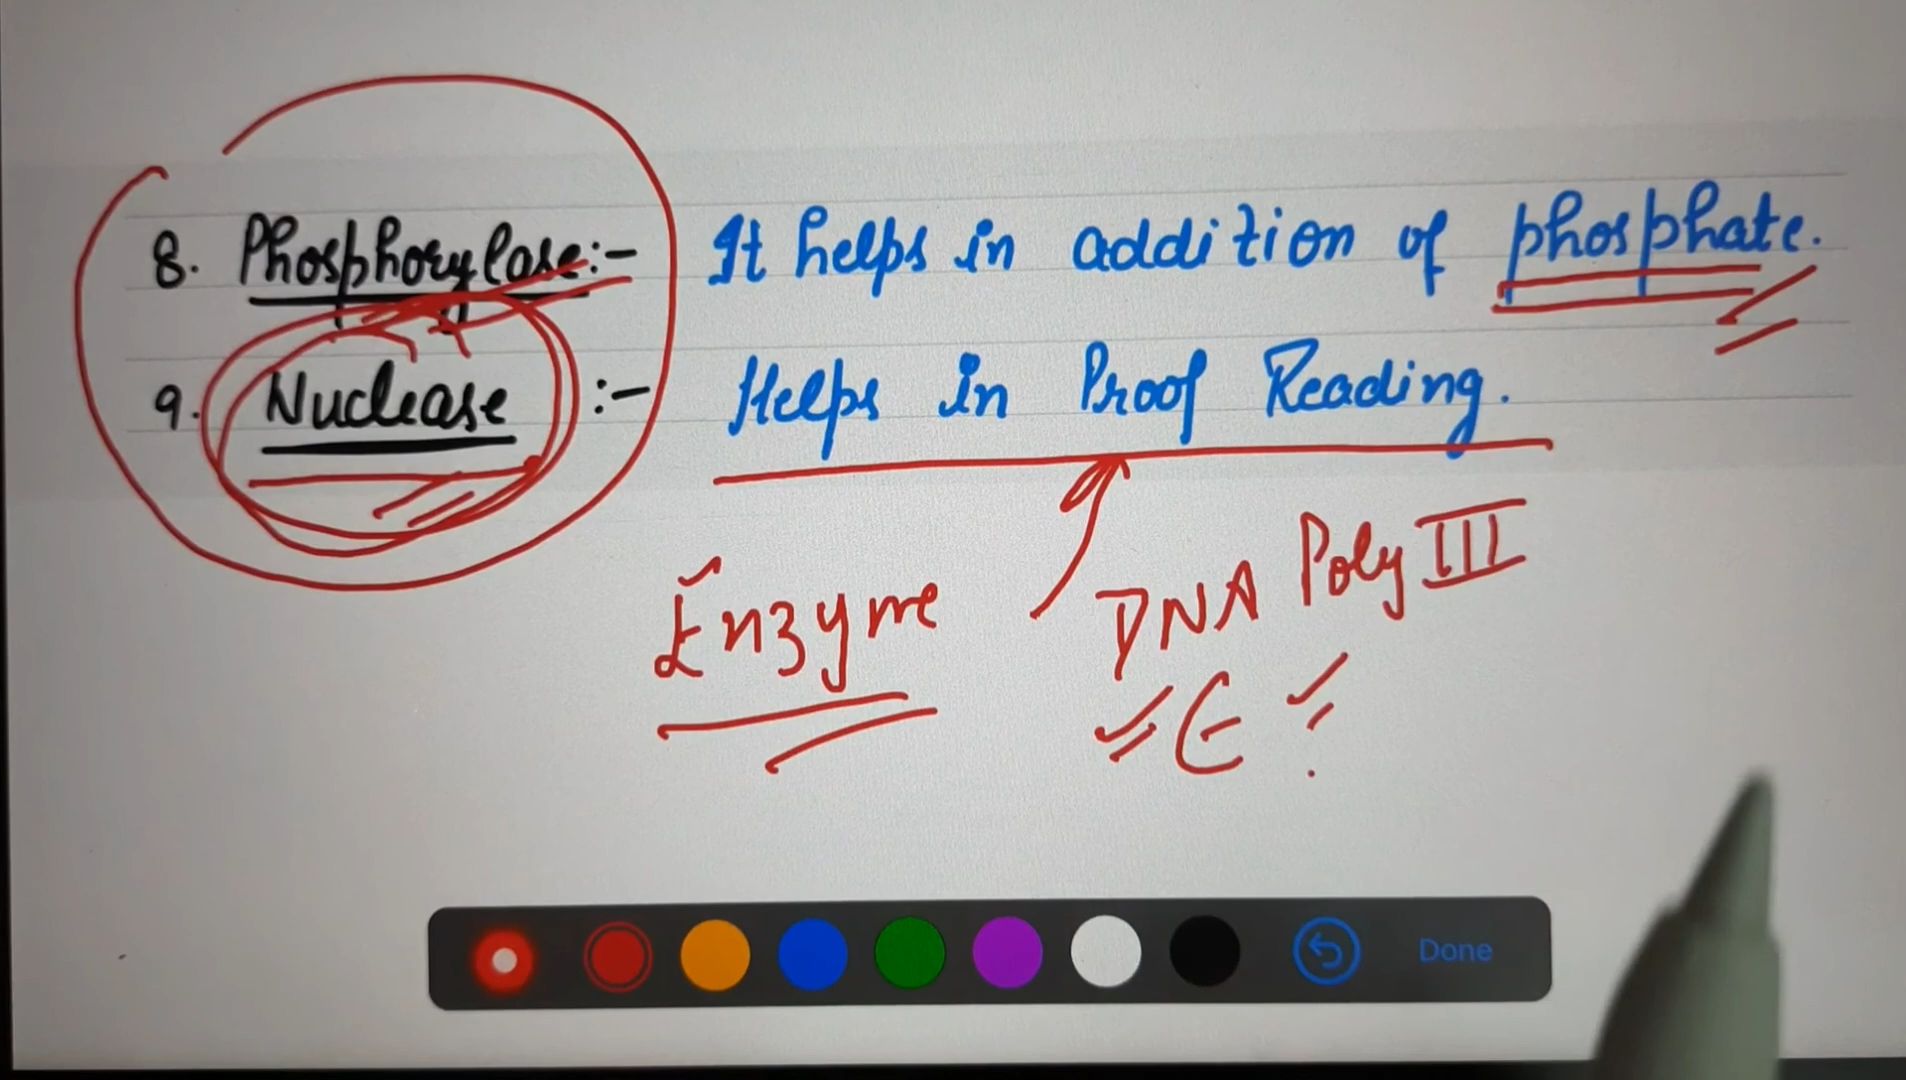 8. Phosphorylase:- It helps in addition of phosphate.
9. Nuclease :- Helps in Proof Reading.
Enzyme DNA Poly III
E
Done